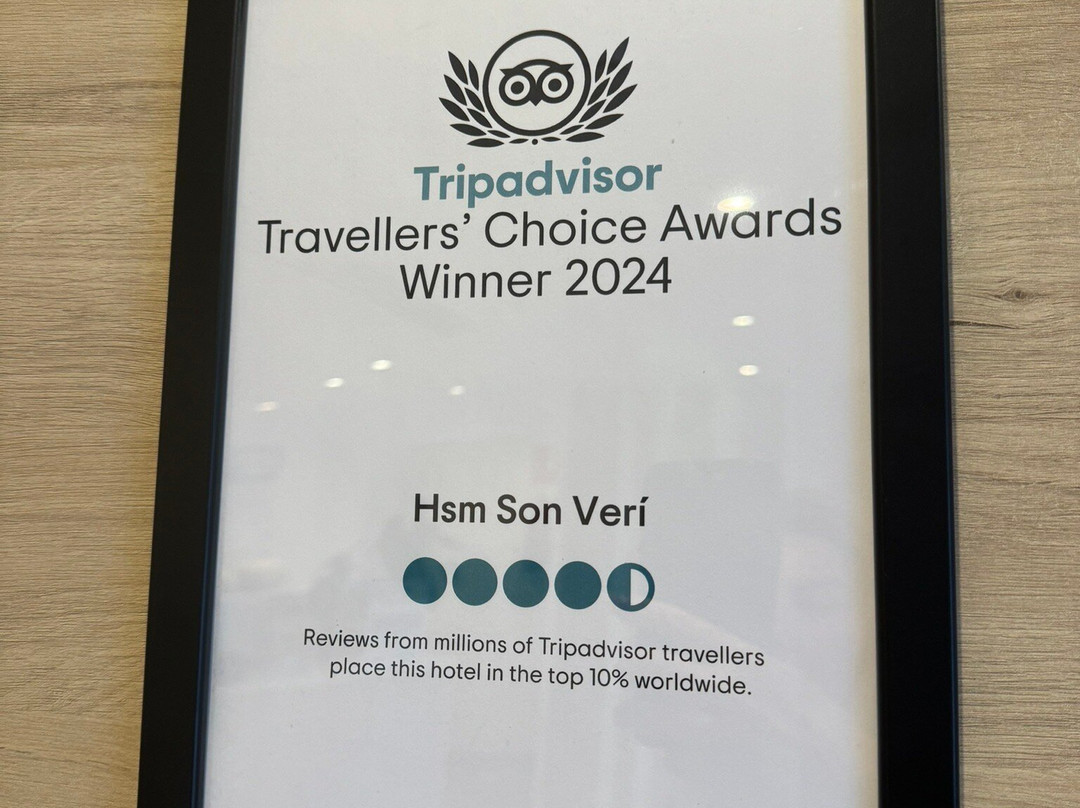 Tripadvisor
Travellers’ Choice Awards
Winner 2024
Hsm Son Verí
Reviews from millions of Tripadvisor travellers
place this hotel in the top 10% worldwide.